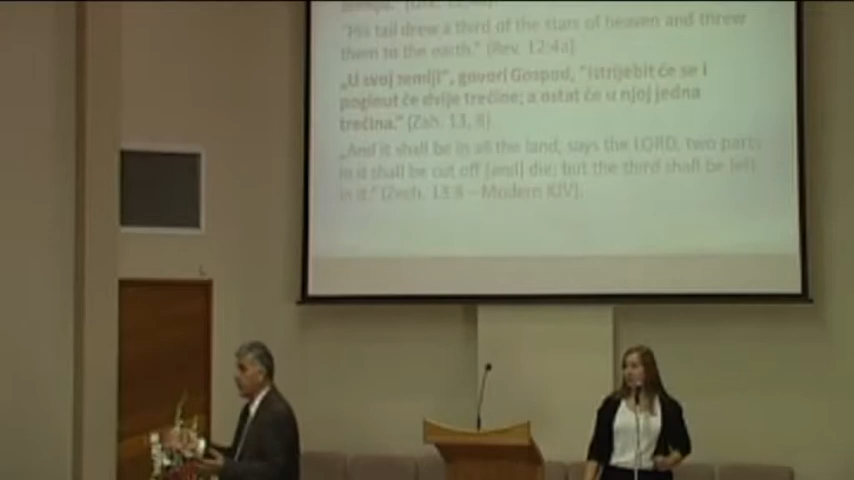 "His tail drew a third of the stars of heaven and threw
them to the earth." (Rev. 12:4a)
„U svoj zemlji", govori Gospod, "istrijebit će se i
poginut će dvije trećine; a ostat će u njoj jedna
trećina." (Zah. 13, 8)
„And it shall be in all the land, says the LORD, two parts
in it shall be cut off [and] die; but the third shall be left
in it." (Zech. 13:8 – Modern KJV).